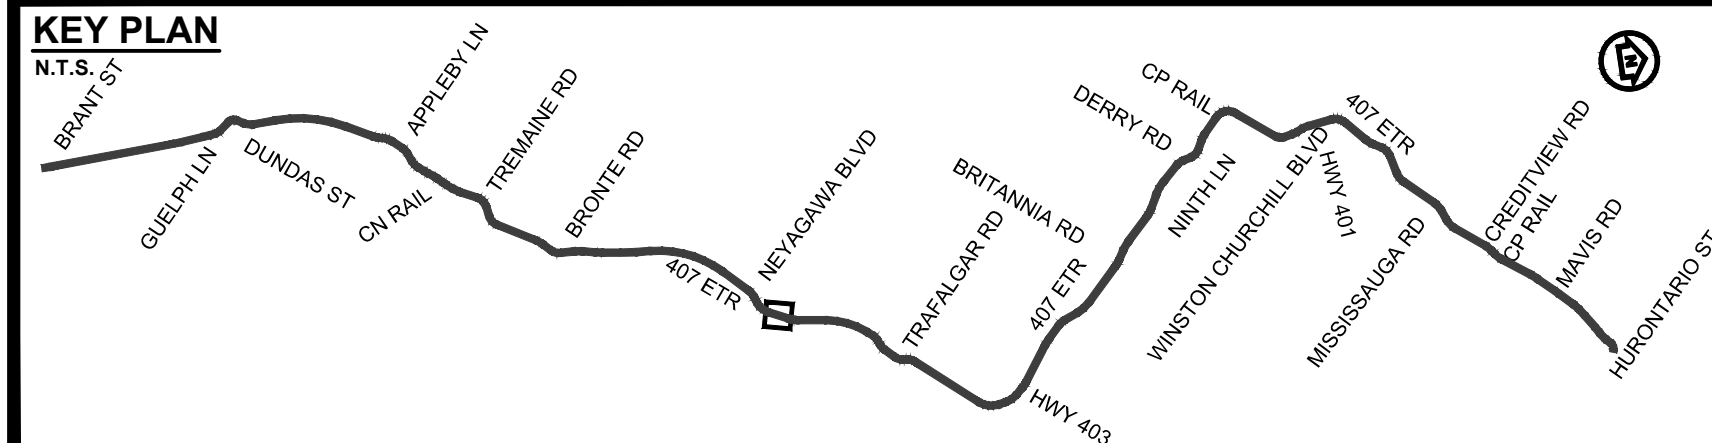 KEY PLAN
N.T.S.
BRANT ST
GUELPH LN
DUNDAS ST
APPLEBY LN
CN RAIL
TREMAINE RD
BRONTE RD
407 ETR
NEYAGAWA BLVD
TRAFALGAR RD
BRITANNIA RD
407 ETR
HWY 403
DERRY RD
CP RAIL
NINTH LN
WINSTON CHURCHILL BLVD
HWY 401
407 ETR
MISSISSAUGA RD
CREDITVIEW RD
CP RAIL
MAVIS RD
HURONTARIO ST
N